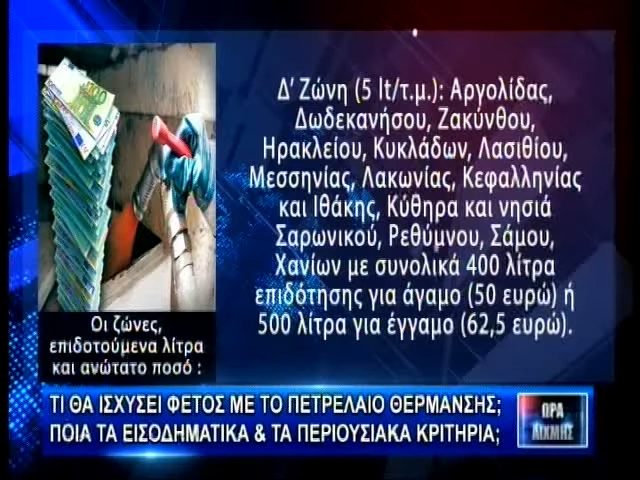 Δ' Ζώνη (5 lt/τ.μ.): Αργολίδας,
Δωδεκανήσου, Ζακύνθου,
Ηρακλείου, Κυκλάδων, Λασιθίου,
Μεσσηνίας, Λακωνίας, Κεφαλληνίας
και Ιθάκης, Κύθηρα και νησιά
Σαρωνικού, Ρεθύμνου, Σάμου,
Χανίων με συνολικά 400 λίτρα
επιδότησης για άγαμο (50 ευρώ) ή
500 λίτρα για έγγαμο (62,5 ευρώ).
Οι ζώνες,
επιδοτούμενα λίτρα
και ανώτατο ποσό :
ΤΙ ΘΑ ΙΣΧΥΣΕΙ ΦΕΤΟΣ ΜΕ ΤΟ ΠΕΤΡΕΛΑΙΟ ΘΕΡΜΑΝΣΗΣ;
ΠΟΙΑ ΤΑ ΕΙΣΟΔΗΜΑΤΙΚΑ & ΤΑ ΠΕΡΙΟΥΣΙΑΚΑ ΚΡΙΤΗΡΙΑ;
ΩΡΑ
ΑΙΧΜΗΣ